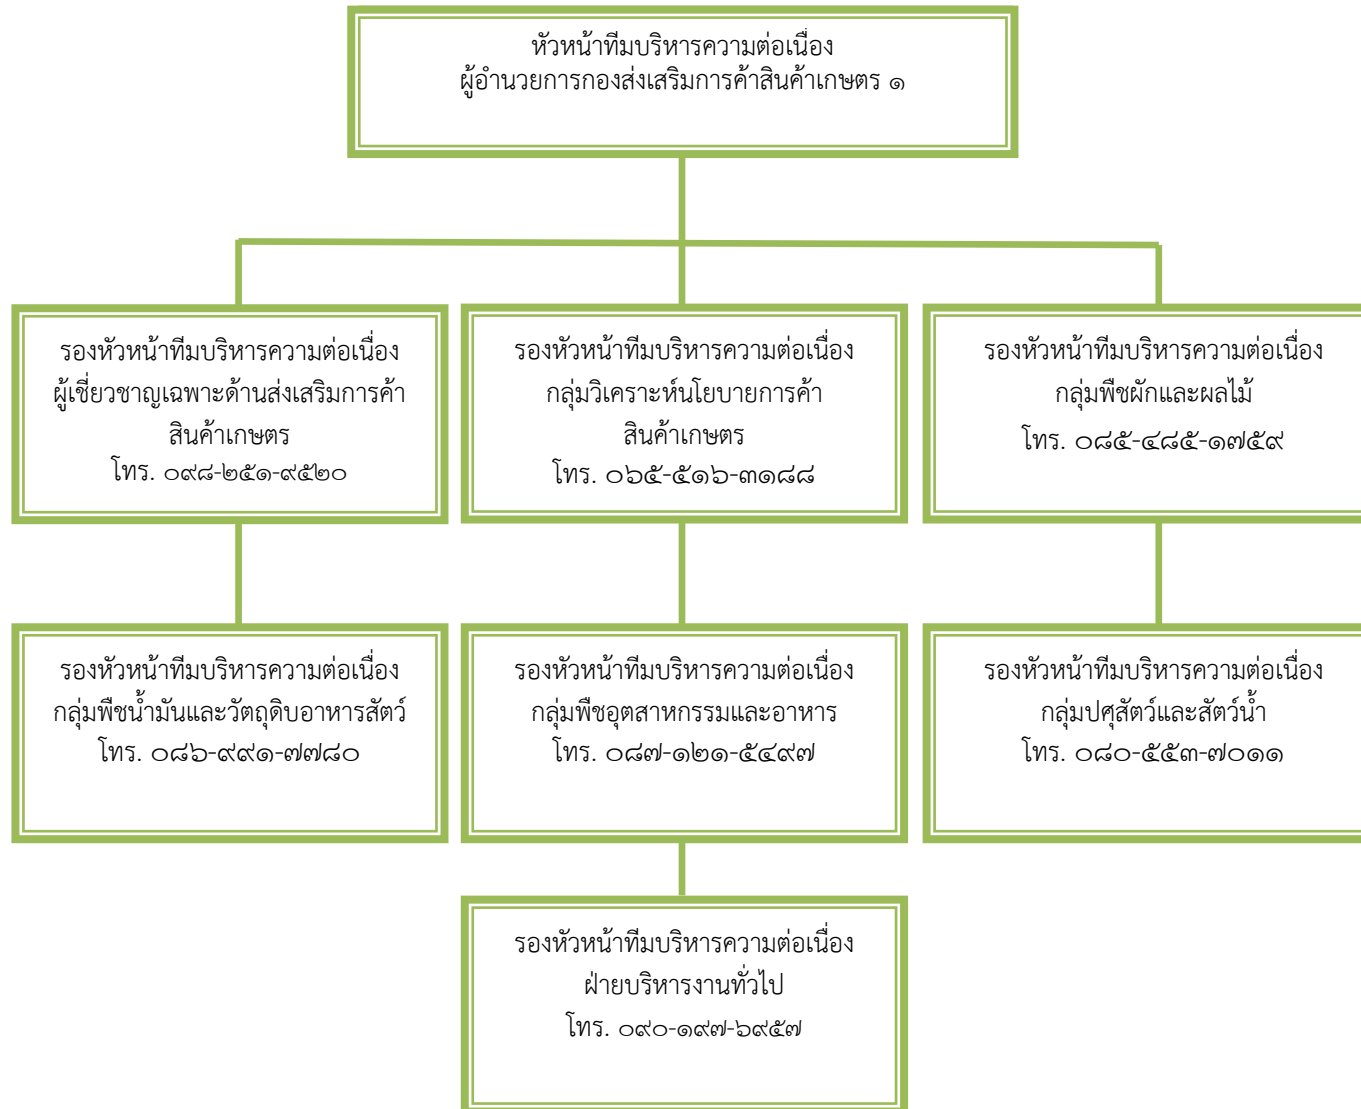 หัวหน้าทีมบริหารความต่อเนื่อง
ผู้อำนวยการกองส่งเสริมการค้าสินค้าเกษตร ๑
รองหัวหน้าทีมบริหารความต่อเนื่อง
ผู้เชี่ยวชาญเฉพาะด้านส่งเสริมการค้า
สินค้าเกษตร
โทร. ๐๙๘-๒๕๑-๙๕๒๐
รองหัวหน้าทีมบริหารความต่อเนื่อง
กลุ่มวิเคราะห์นโยบายการค้า
สินค้าเกษตร
โทร. ๐๖๕-๕๑๖-๓๑๘๘
รองหัวหน้าทีมบริหารความต่อเนื่อง
กลุ่มพืชผักและผลไม้
โทร. ๐๘๕-๔๘๕-๑๗๕๙
รองหัวหน้าทีมบริหารความต่อเนื่อง
กลุ่มพืชน้ำมันและวัตถุดิบอาหารสัตว์
โทร. ๐๘๖-๙๙๑-๗๗๘๐
รองหัวหน้าทีมบริหารความต่อเนื่อง
กลุ่มพืชอุตสาหกรรมและอาหาร
โทร. ๐๘๗-๑๒๑-๕๔๙๗
รองหัวหน้าทีมบริหารความต่อเนื่อง
กลุ่มปศุสัตว์และสัตว์น้ำ
โทร. ๐๘๐-๕๕๓-๗๐๑๑
รองหัวหน้าทีมบริหารความต่อเนื่อง
ฝ่ายบริหารงานทั่วไป
โทร. ๐๙๐-๑๙๗-๖๙๕๗